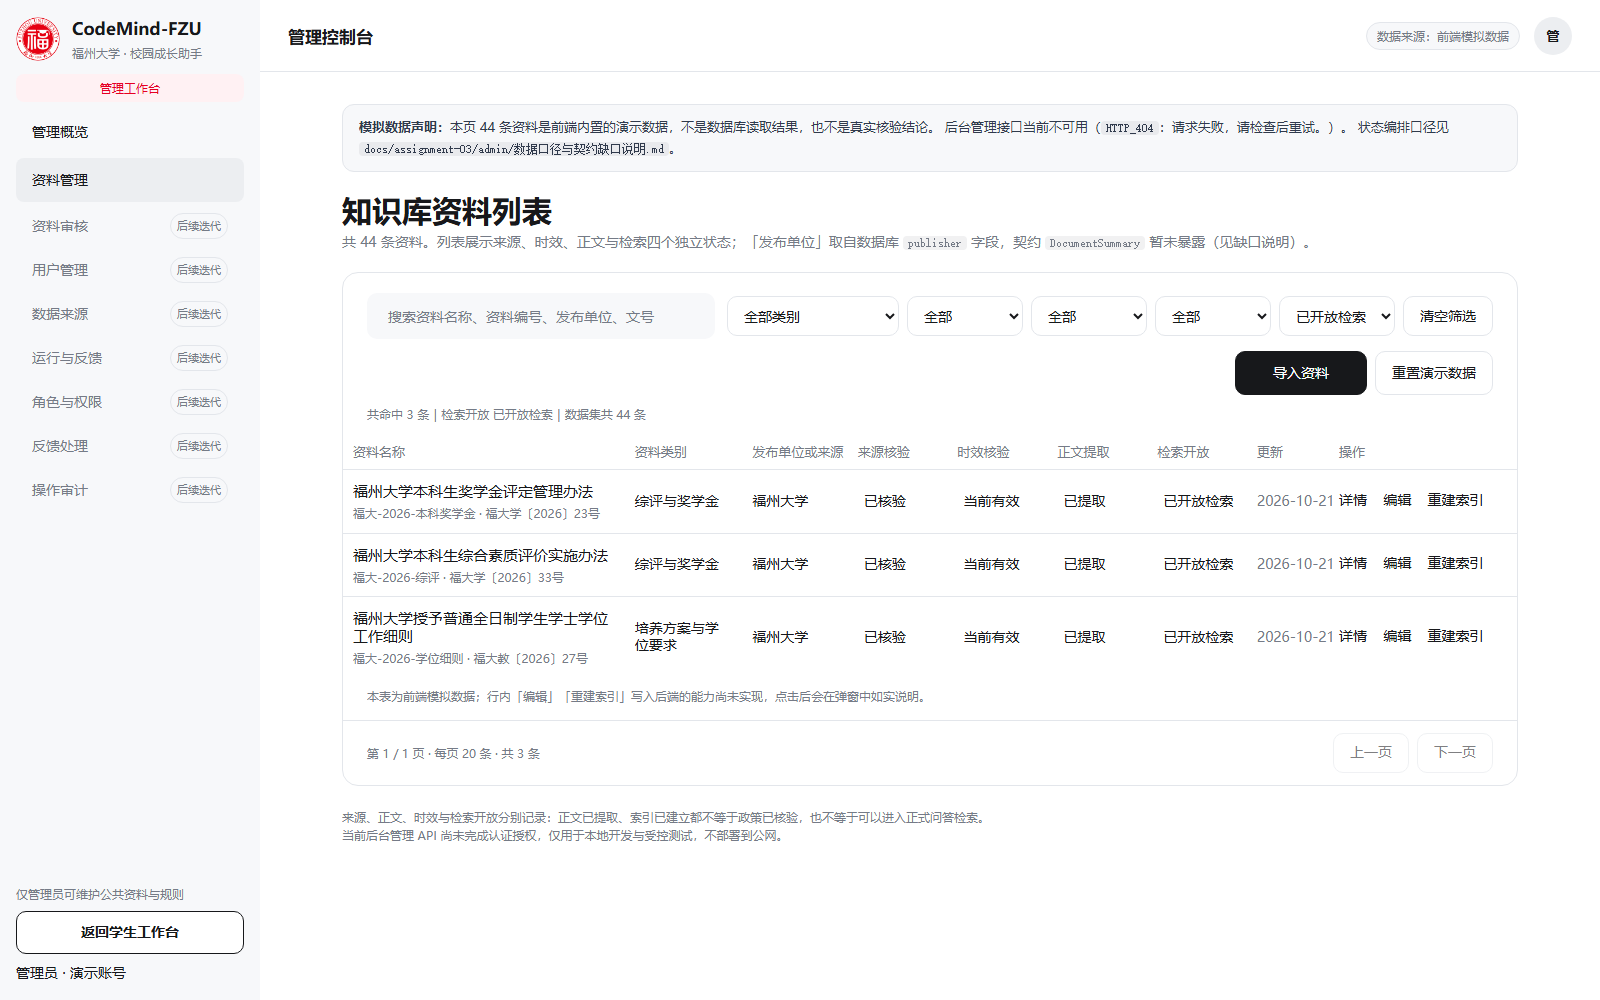 CodeMind-FZU
福州大学 · 校园成长助手
管理工作台
管理概览
资料管理
资料审核 后续迭代
用户管理 后续迭代
数据来源 后续迭代
运行与反馈 后续迭代
角色与权限 后续迭代
反馈处理 后续迭代
操作审计 后续迭代
仅管理员可维护公共资料与规则
返回学生工作台
管理员 · 演示账号
管理控制台
数据来源：前端模拟数据 管
模拟数据声明：本页 44 条资料是前端内置的演示数据，不是数据库读取结果，也不是真实核验结论。 后台管理接口当前不可用（ HTTP_404 ：请求失败，请检查后重试。）。 状态编排口径见
docs/assignment-03/admin/数据口径与契约缺口说明.md 。
知识库资料列表
共 44 条资料。列表展示来源、时效、正文与检索四个独立状态；「发布单位」取自数据库 publisher 字段，契约 DocumentSummary 暂未暴露（见缺口说明）。
搜索资料名称、资料编号、发布单位、文号 全部类别 全部 全部 全部 已开放检索 清空筛选
导入资料 重置演示数据
共命中 3 条 | 检索开放 已开放检索 | 数据集共 44 条
资料名称 资料类别 发布单位或来源 来源核验 时效核验 正文提取 检索开放 更新 操作
福州大学本科生奖学金评定管理办法
福大-2026-本科奖学金 · 福大学〔2026〕23号
综评与奖学金 福州大学 已核验 当前有效 已提取 已开放检索 2026-10-21 详情 编辑 重建索引
福州大学本科生综合素质评价实施办法
福大-2026-综评 · 福大学〔2026〕33号
综评与奖学金 福州大学 已核验 当前有效 已提取 已开放检索 2026-10-21 详情 编辑 重建索引
福州大学授予普通全日制学生学士学位
工作细则
福大-2026-学位细则 · 福大教〔2026〕27号
培养方案与学
位要求
福州大学 已核验 当前有效 已提取 已开放检索 2026-10-21 详情 编辑 重建索引
本表为前端模拟数据；行内「编辑」「重建索引」写入后端的能力尚未实现，点击后会在弹窗中如实说明。
第 1 / 1 页 · 每页 20 条 · 共 3 条 上一页 下一页
来源、正文、时效与检索开放分别记录：正文已提取、索引已建立都不等于政策已核验，也不等于可以进入正式问答检索。
当前后台管理 API 尚未完成认证授权，仅用于本地开发与受控测试，不部署到公网。